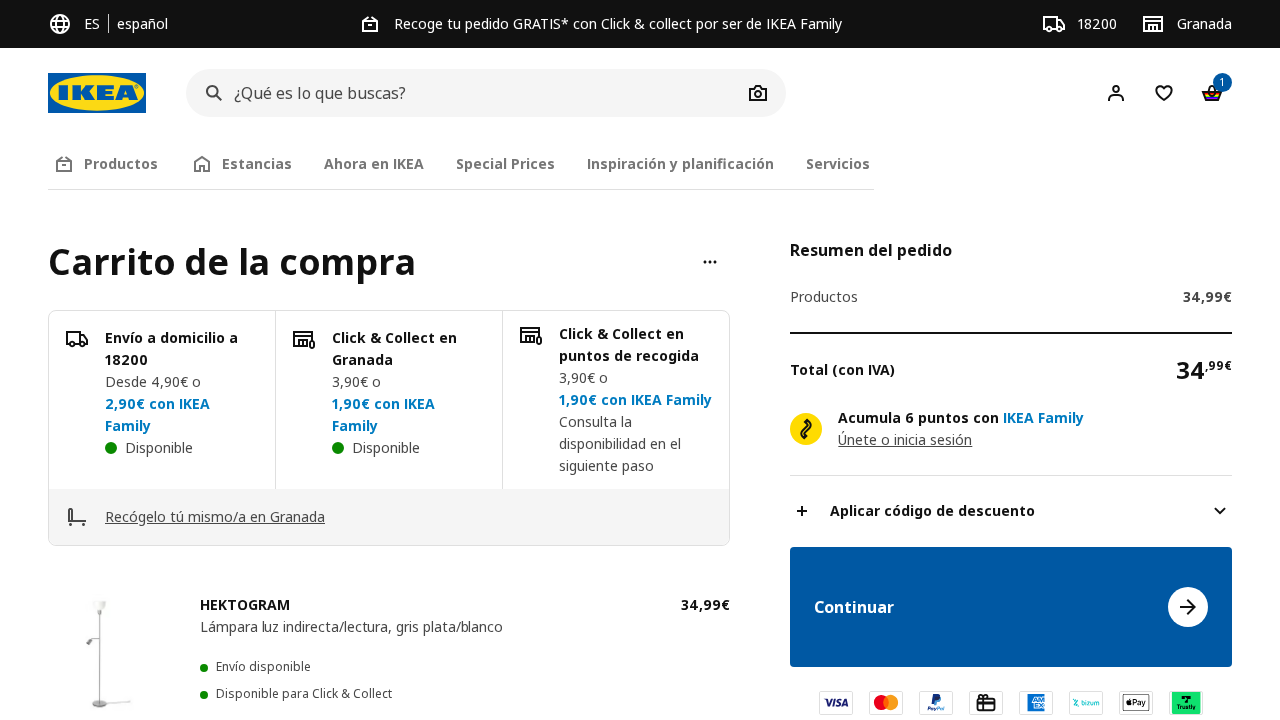 ES español
Recoge tu pedido GRATIS* con Click & collect por ser de IKEA Family
18200
Granada
IKEA
¿Qué es lo que buscas?
1
Productos
Estancias
Ahora en IKEA
Special Prices
Inspiración y planificación
Servicios
Carrito de la compra
Envío a domicilio a
18200
Desde 4,90€ o
2,90€ con IKEA
Family
Disponible
Click & Collect en
Granada
3,90€ o
1,90€ con IKEA
Family
Disponible
Click & Collect en
puntos de recogida
3,90€ o
1,90€ con IKEA Family
Consulta la
disponibilidad en el
siguiente paso
Recógelo tú mismo/a en Granada
HEKTOGRAM
34,99€
Lámpara luz indirecta/lectura, gris plata/blanco
Envío disponible
Disponible para Click & Collect
Resumen del pedido
Productos 34,99€
Total (con IVA) 34,99€
Acumula 6 puntos con IKEA Family
Únete o inicia sesión
Aplicar código de descuento
Continuar
VISA
PayPal
AM
EX
bizum
Pay
Trustly